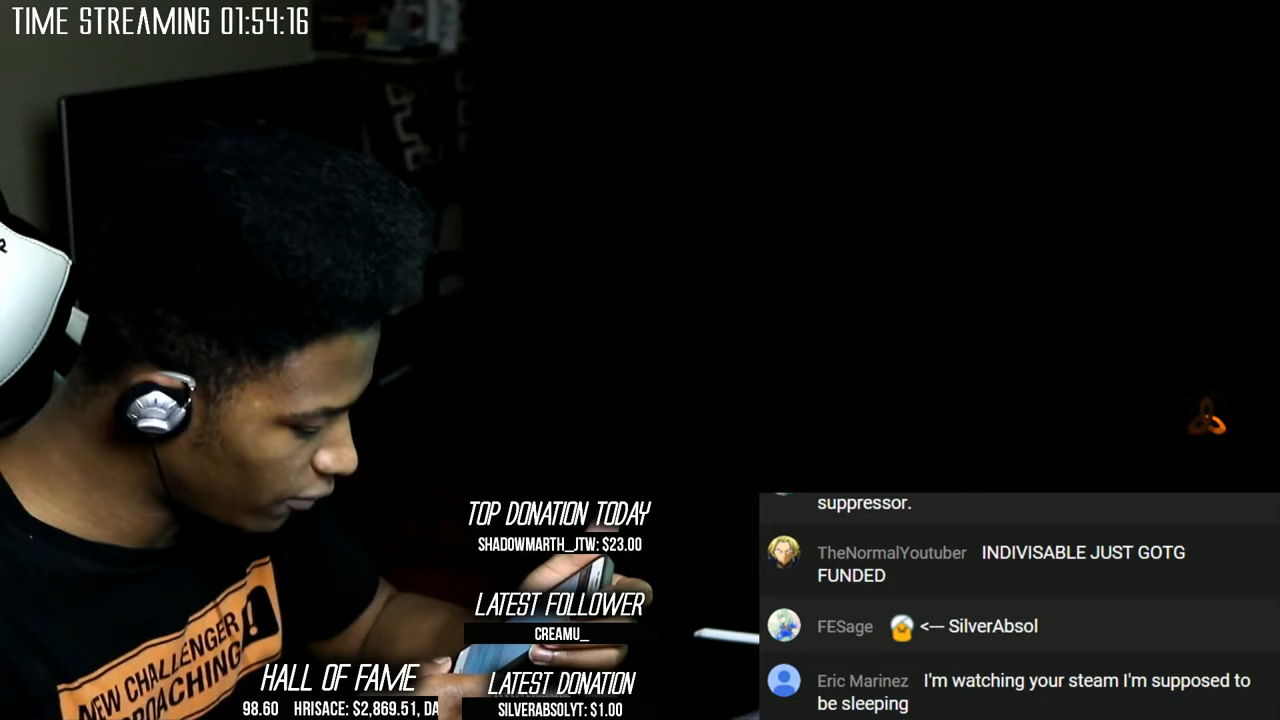 TIME STREAMING 01:54:16
TOP DONATION TODAY
SHADOWMARTH_JTW: $23.00
LATEST FOLLOWER
CREAMU_
HALL OF FAME
98.60 HRISACE: $2,869.51, DA
LATEST DONATION
SILVERABSOLYT: $1.00
NEW CHALLENGER
suppressor.
TheNormalYoutuber INDIVISABLE JUST GOTG
FUNDED
FESage <--- SilverAbsol
Eric Marinez I'm watching your steam I'm supposed to
be sleeping